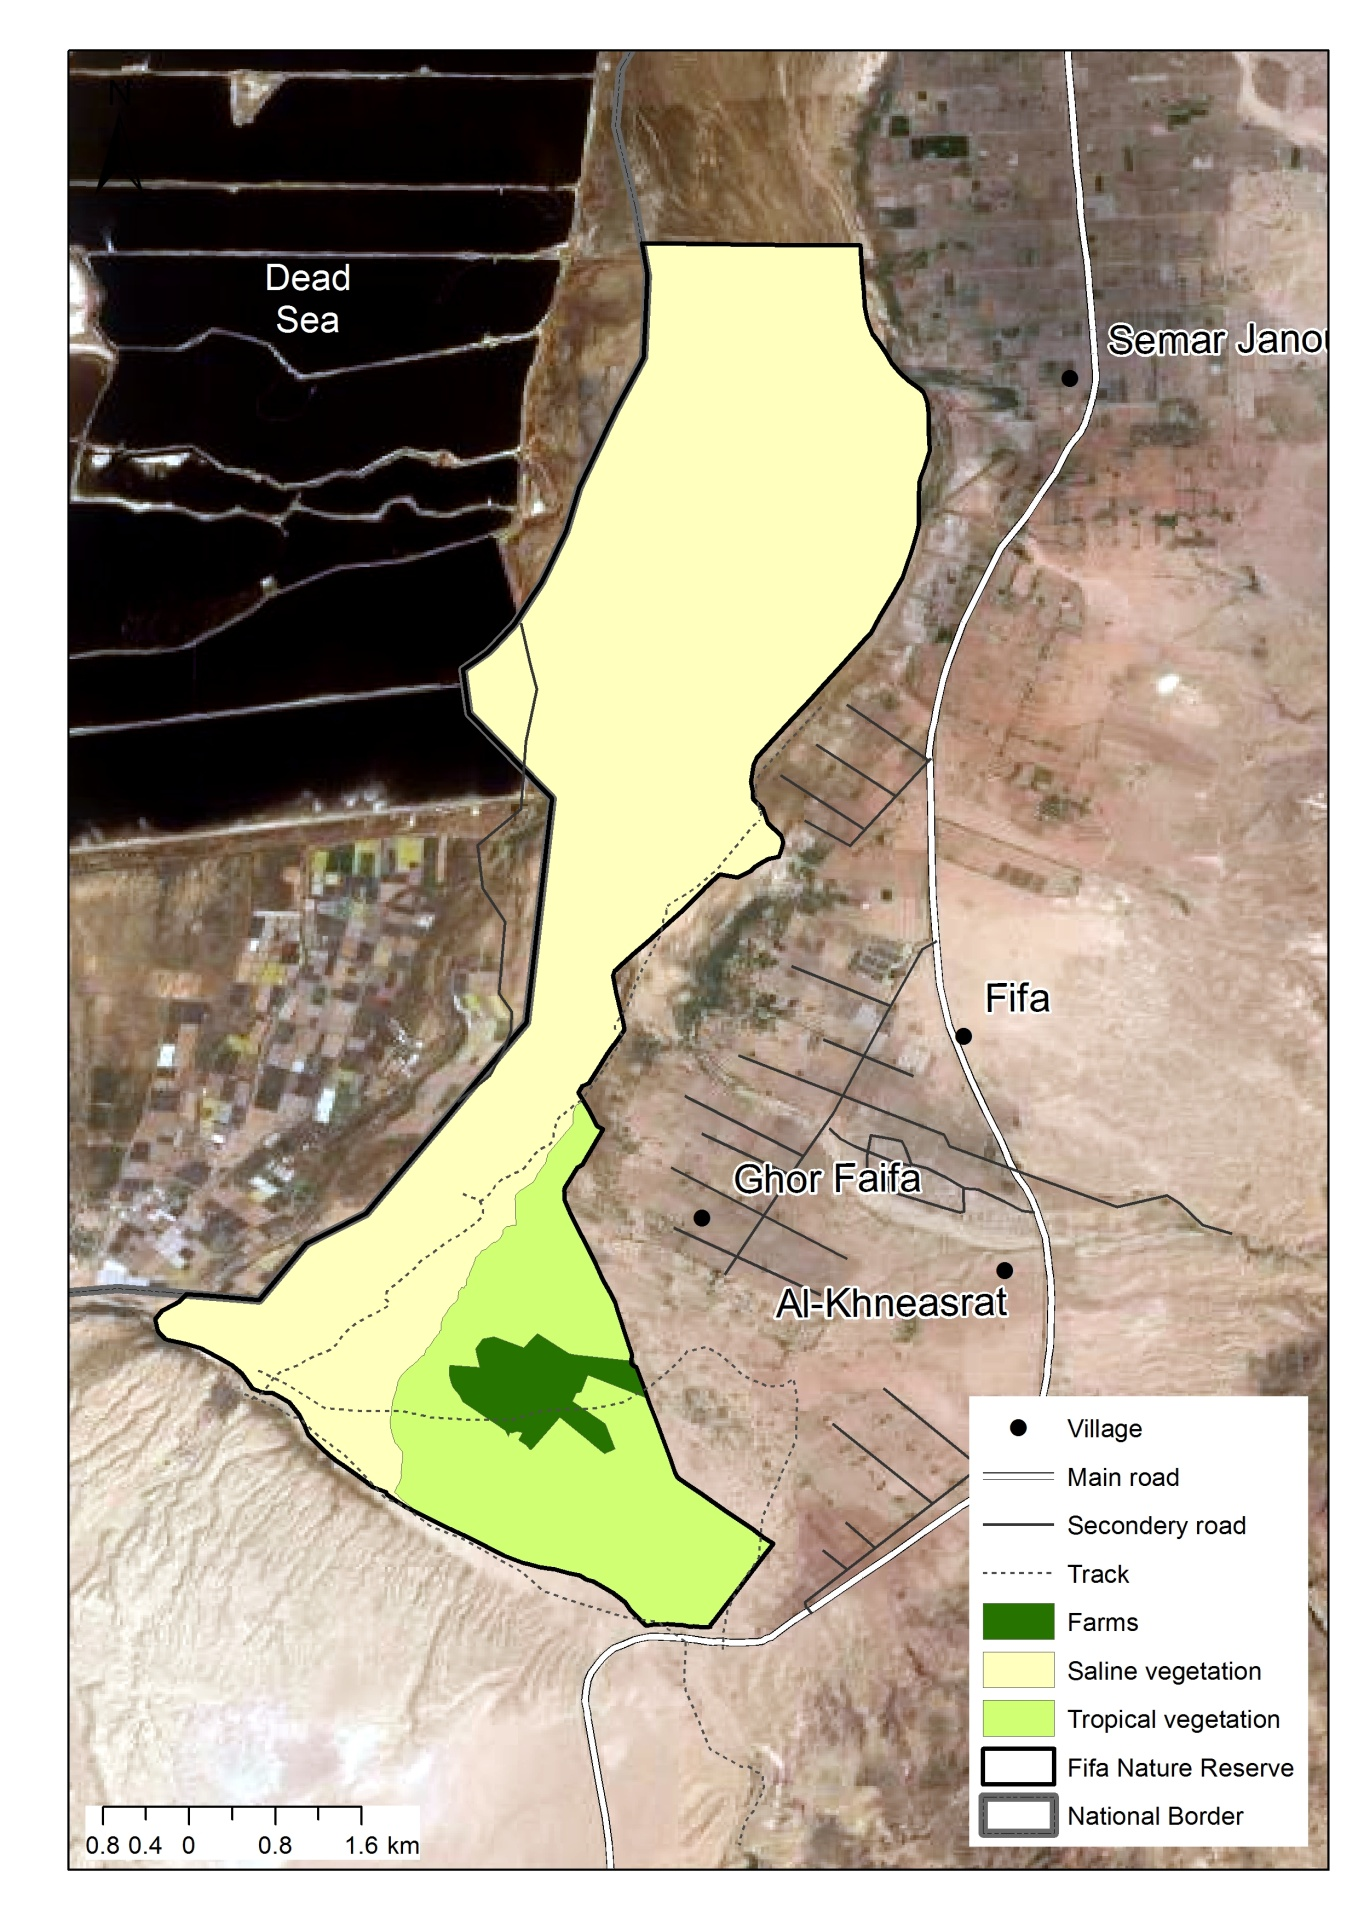 N
Dead
Sea
Semar Janou
Fifa
Ghor Faifa
Al-Khneasrat
Village
Main road
Secondery road
Track
Farms
Saline vegetation
Tropical vegetation
Fifa Nature Reserve
National Border
0.8 0.4 0 0.8 1.6 km